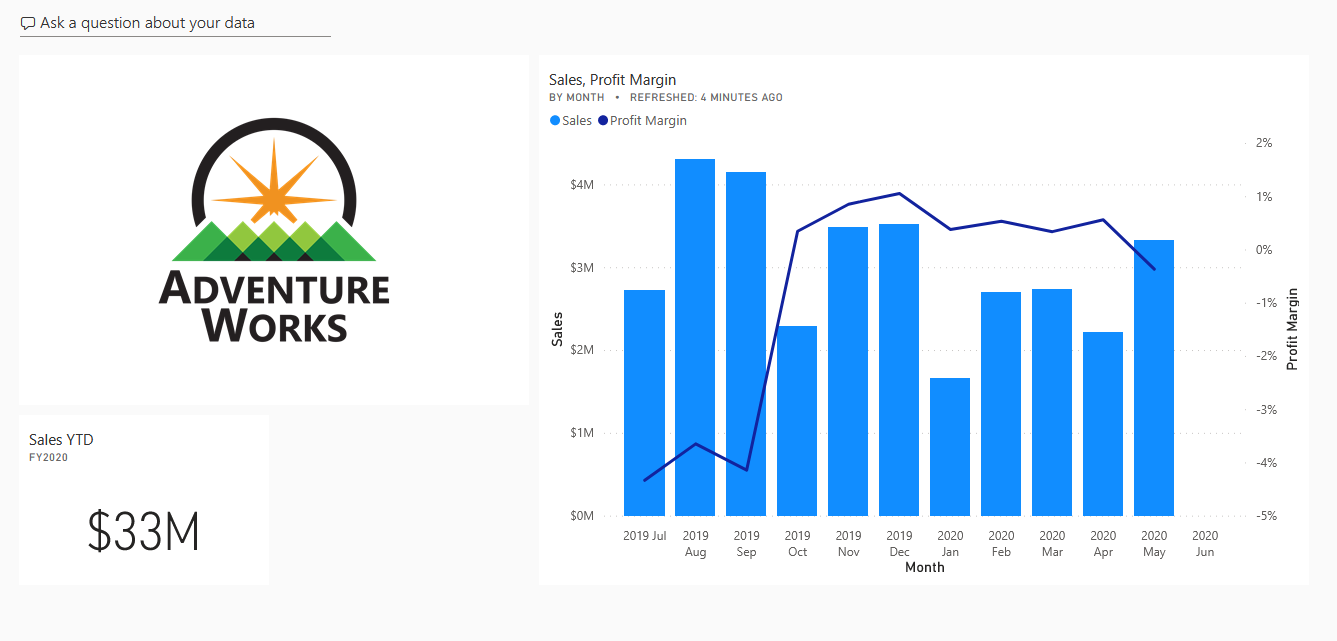 Ask a question about your data
ADVENTURE
WORKS
Sales YTD
FY2020
$33M
Sales, Profit Margin
BY MONTH • REFRESHED: 4 MINUTES AGO
Sales Profit Margin
$4M
$3M
$2M
$1M
$0M
Sales
2%
1%
0%
-1%
-2%
-3%
-4%
-5%
Profit Margin
2019 Jul 2019 2019 2019 2019 2019 2020 2020 2020 2020 2020 2020
Aug Sep Oct Nov Dec Jan Feb Mar Apr May Jun
Month